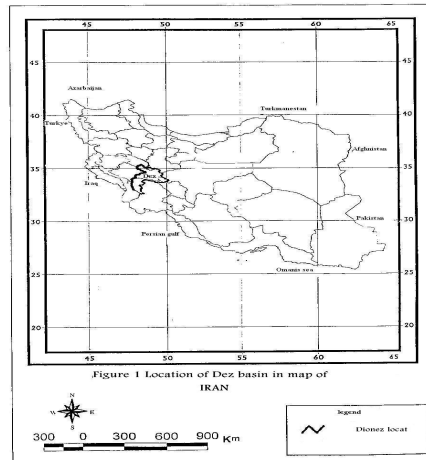 45 50 55 60 65
45 45
Azarbaijan
40 40
Turkmanestan
Turkye
Afghnistan
35 35
Dez
Iraq
30 30
Pakistan
Persian gulf
Omanis sea
25 25
20 20
45 50 55 60 65
Figure 1 Location of Dez basin in map of
IRAN
N
W E
S
300 0 300 600 900 Km
legend
Dionez locat